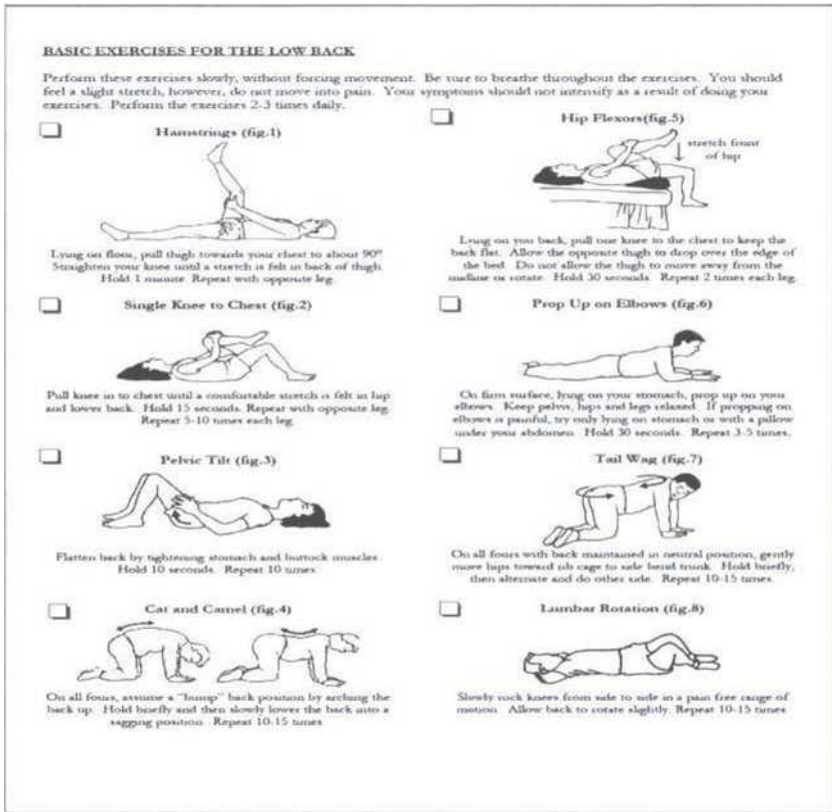 BASIC EXERCISES FOR THE LOW BACK
Perform these exercises slowly, without forcing movement. Be sure to breathe throughout the exercises. You should
feel a slight stretch, however, do not move into pain. Your symptoms should not intensify as a result of doing your
exercises. Perform the exercises 2-3 times daily.
Hamstrings (fig.1)
Lying on floor, pull thigh towards your chest to about 90°
Straighten your knee until a stretch is felt in back of thigh
Hold 1 minute. Repeat with opposite leg
Single Knee to Chest (fig.2)
Pull knee in to chest until a comfortable stretch is felt in hip
and lower back. Hold 15 seconds. Repeat with opposite leg.
Repeat 5-10 times each leg
Pelvic Tilt (fig.3)
Flatten back by tightening stomach and buttock muscles
Hold 10 seconds. Repeat 10 times
Cat and Camel (fig.4)
On all fours, assume a "hump" back position by arching the
back up. Hold briefly and then slowly lower the back into a
sagging position. Repeat 10-15 times
Hip Flexors(fig.5)
stretch front
of hip
Lying on you back, pull one knee to the chest to keep the
back flat. Allow the opposite thigh to drop over the edge of
the bed. Do not allow the thigh to move away from the
midline or rotate. Hold 30 seconds. Repeat 2 times each leg.
Prop Up on Elbows (fig.6)
On firm surface, lying on your stomach, prop up on your
elbows. Keep pelvis, hips and legs relaxed. If propping on
elbows is painful, try only lying on stomach or with a pillow
under your abdomen. Hold 30 seconds. Repeat 3-5 times.
Tail Wag (fig.7)
On all fours with back maintained in neutral position, gently
move hips toward rib cage to side bend trunk. Hold briefly,
then alternate and do other side. Repeat 10-15 times
Lumbar Rotation (fig.8)
Slowly rock knees from side to side in a pain free range of
motion. Allow back to rotate slightly. Repeat 10-15 times